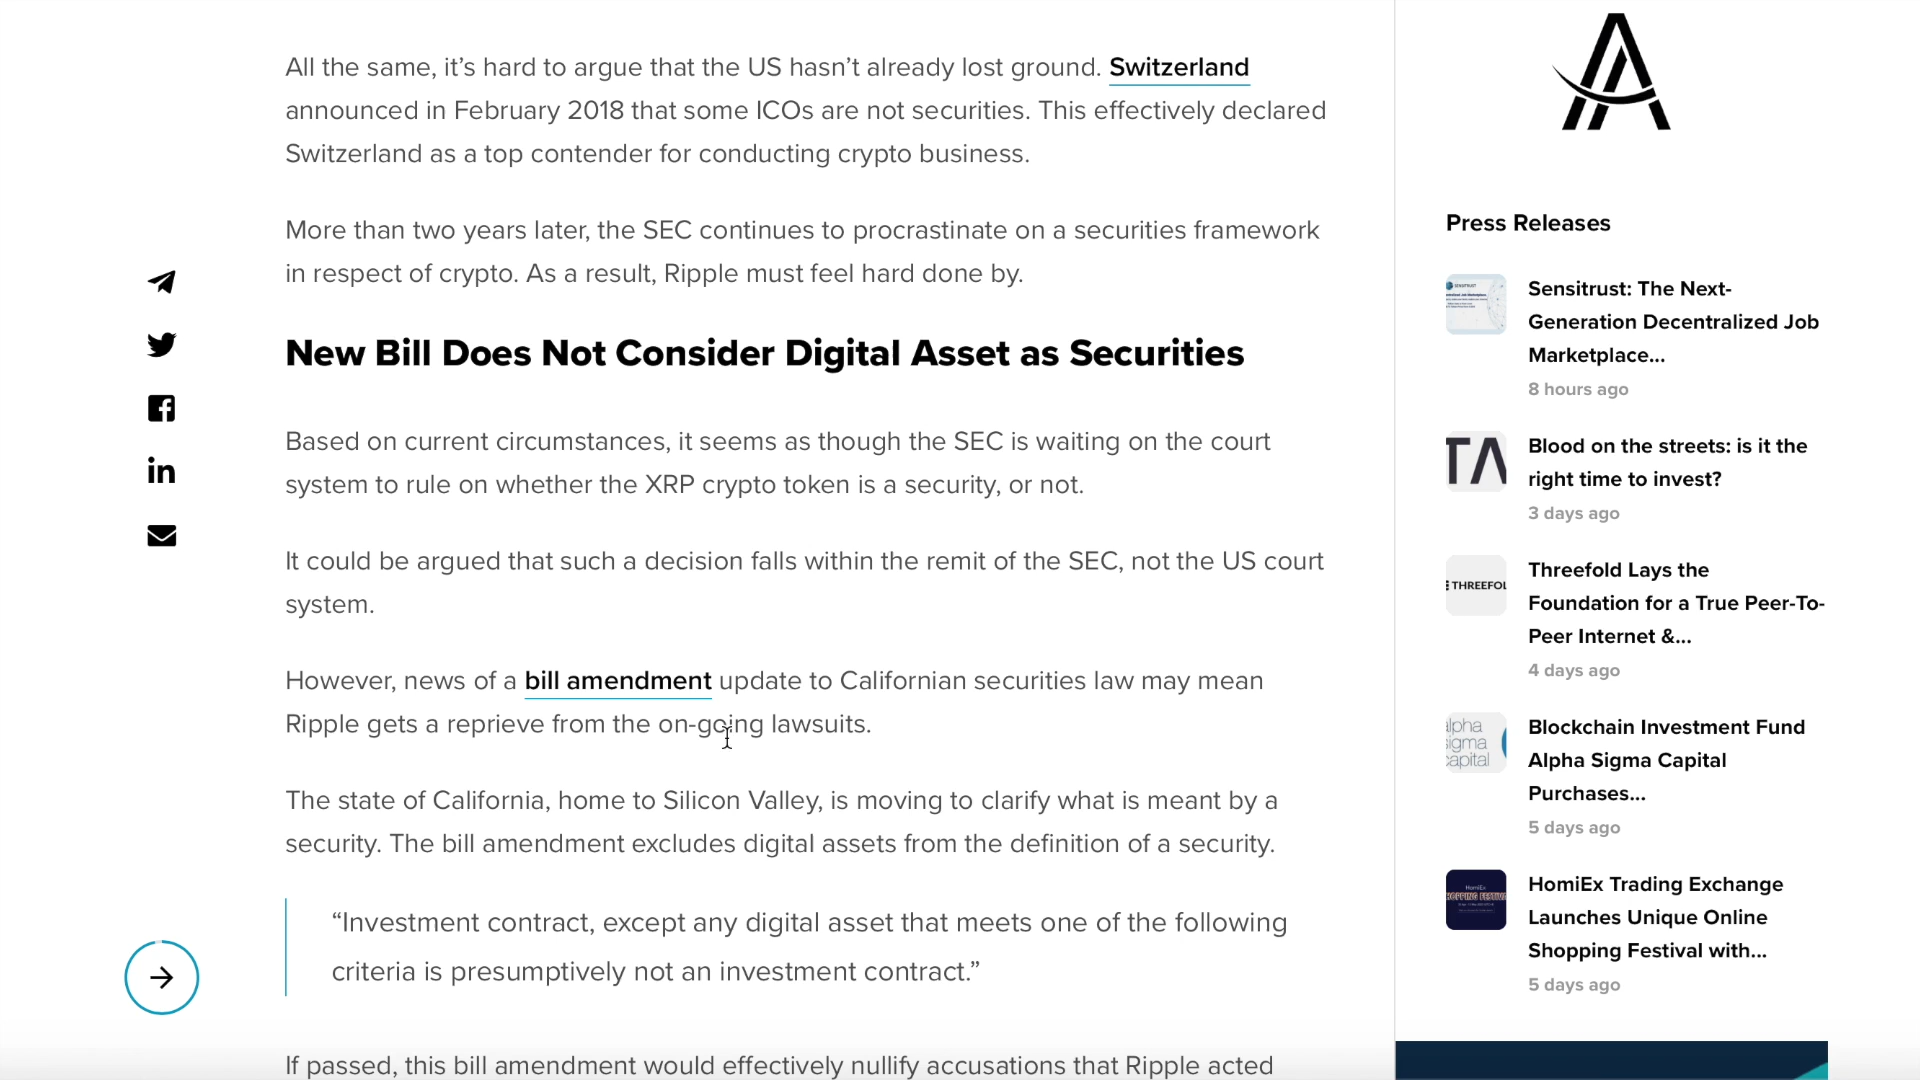 All the same, it’s hard to argue that the US hasn’t already lost ground. Switzerland
announced in February 2018 that some ICOs are not securities. This effectively declared
Switzerland as a top contender for conducting crypto business.
More than two years later, the SEC continues to procrastinate on a securities framework
in respect of crypto. As a result, Ripple must feel hard done by.
New Bill Does Not Consider Digital Asset as Securities
Based on current circumstances, it seems as though the SEC is waiting on the court
system to rule on whether the XRP crypto token is a security, or not.
It could be argued that such a decision falls within the remit of the SEC, not the US court
system.
However, news of a bill amendment update to Californian securities law may mean
Ripple gets a reprieve from the on-going lawsuits.
The state of California, home to Silicon Valley, is moving to clarify what is meant by a
security. The bill amendment excludes digital assets from the definition of a security.
“Investment contract, except any digital asset that meets one of the following
criteria is presumptively not an investment contract.”
If passed, this bill amendment would effectively nullify accusations that Ripple acted
Press Releases
SENSITRUST
Sensitrust: The Next-
Generation Decentralized Job
Marketplace...
8 hours ago
TA
Blood on the streets: is it the
right time to invest?
3 days ago
THREEFOL
Threefold Lays the
Foundation for a True Peer-To-
Peer Internet &...
4 days ago
alpha
sigma
capital
Blockchain Investment Fund
Alpha Sigma Capital
Purchases...
5 days ago
HomiEx
HomiEx Trading Exchange
Launches Unique Online
Shopping Festival with...
5 days ago